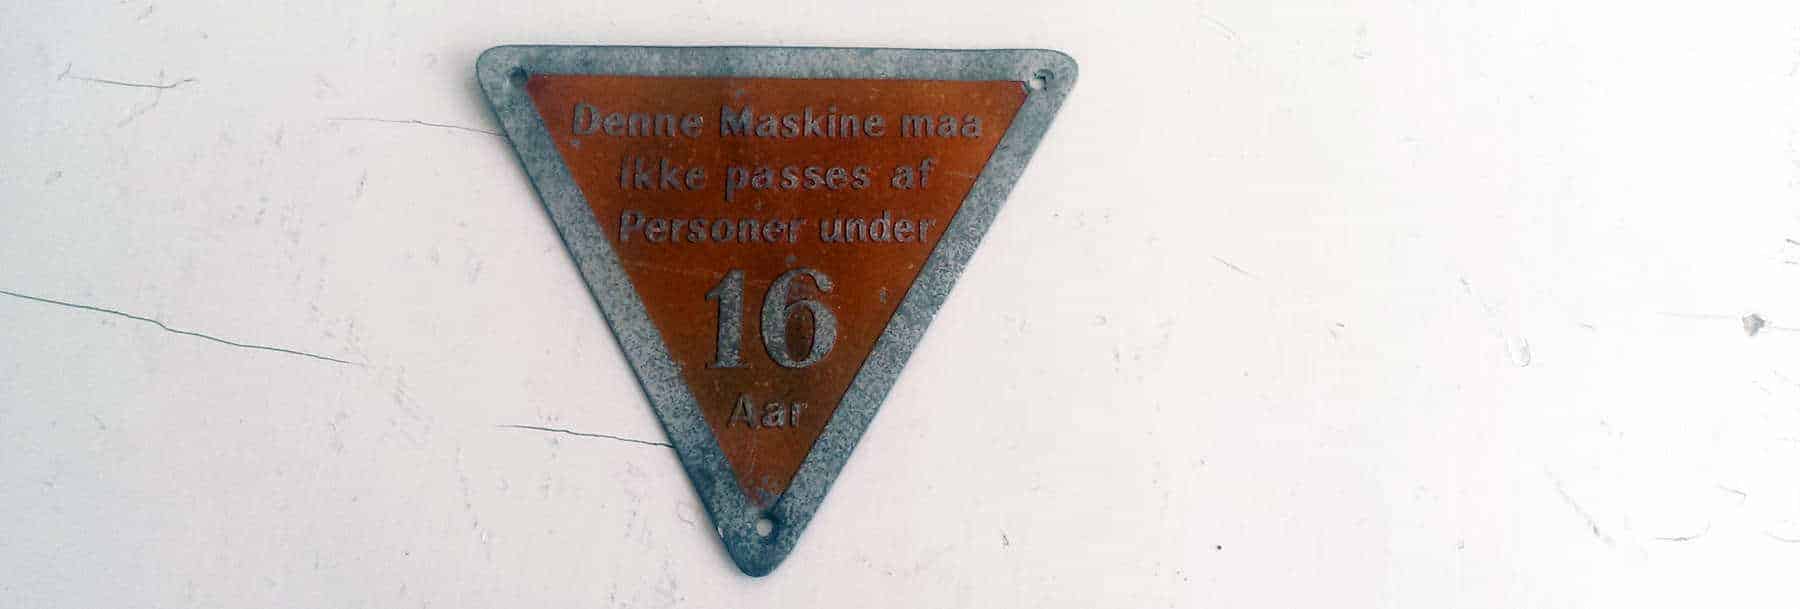 Denne Maskine maa
ikke passes af
Personer under
16
Aar